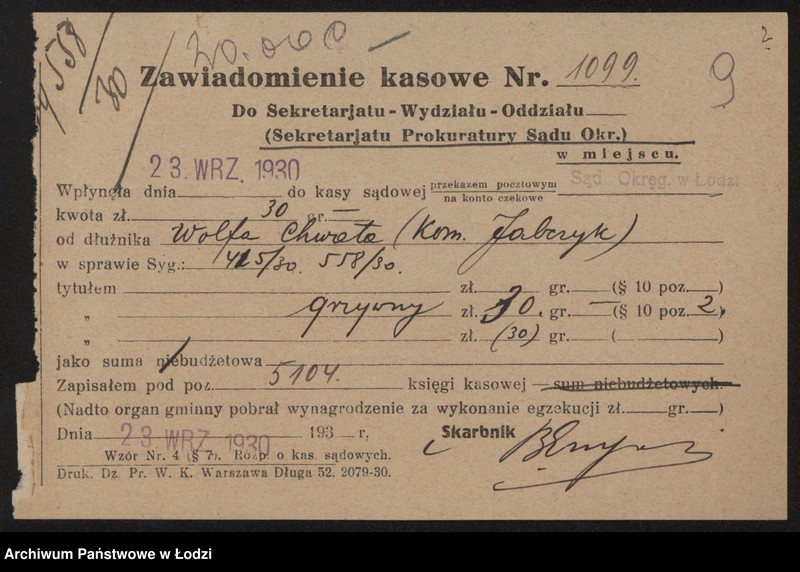 558
30
20.000 —
2
9
Zawiadomienie kasowe Nr. 1099.
Do Sekretarjatu - Wydziału - Oddziału
(Sekretarjatu Prokuratury Sądu Okr.)
w miejscu.
23. WRZ. 1930
Sąd Okręg. w Łodzi
Wpłynęła dnia do kasy sądowej przekazem pocztowym
na konto czekowe
kwota zł. 30 gr. —
od dłużnika Wolfa Chwata (Kom. Jabczyk)
w sprawie Syg.: 415/30. 558/30.
tytułem zł. gr. (§ 10 poz. )
„ grzywny zł. 30. gr. — (§ 10 poz. 2)
„ zł. (30) gr. ( )
jako suma niebudżetowa
Zapisałem pod poz. 5104. księgi kasowej sum niebudżetowych.
(Nadto organ gminny pobrał wynagrodzenie za wykonanie egzekucji zł. gr. )
Dnia 23 WRZ. 1930 193 r. Skarbnik
Wzór Nr. 4 (§ 7). Rozp. o kas. sądowych.
Druk. Dz. Pr. W. K. Warszawa Długa 52. 2079-30.
Archiwum Państwowe w Łodzi